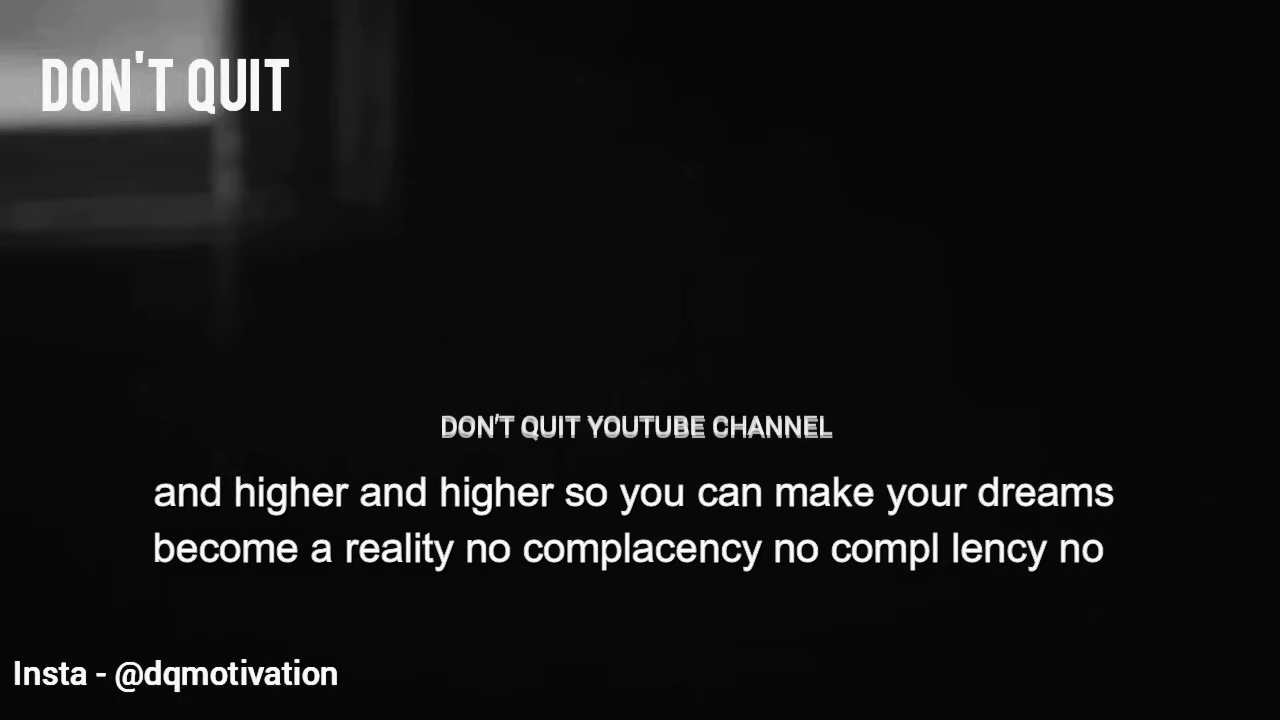 DON'T QUIT
DON'T QUIT YOUTUBE CHANNEL
and higher and higher so you can make your dreams
become a reality no complacency no compl lency no
Insta - @dqmotivation